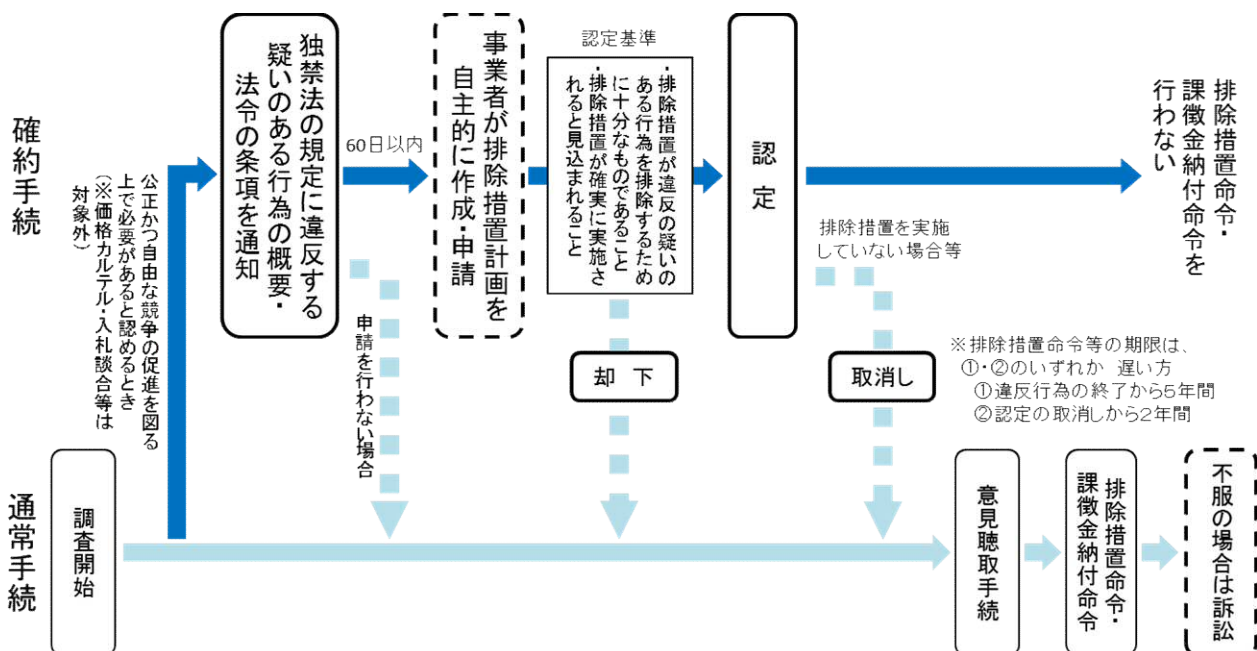 確約手続
公正かつ自由な競争の促進を図る
上で必要があると認めるとき
（※価格カルテル・入札談合等は
対象外）
独禁法の規定に違反する
疑いのある行為の概要・
法令の条項を通知
60日以内
事業者が排除措置計画を
自主的に作成・申請
認定基準
・排除措置が違反の疑いの
ある行為を排除するため
に十分なものであること
・排除措置が確実に実施さ
れると見込まれること
認定
排除措置命令・
課徴金納付命令を
行わない
申請を行わない場合
却　下
排除措置を実施
していない場合等
取消し
※排除措置命令等の期限は、
①・②のいずれか 遅い方
①違反行為の終了から5年間
②認定の取消しから2年間
通常手続
調査開始
意見聴取手続
排除措置命令・
課徴金納付命令
不服の場合は訴訟